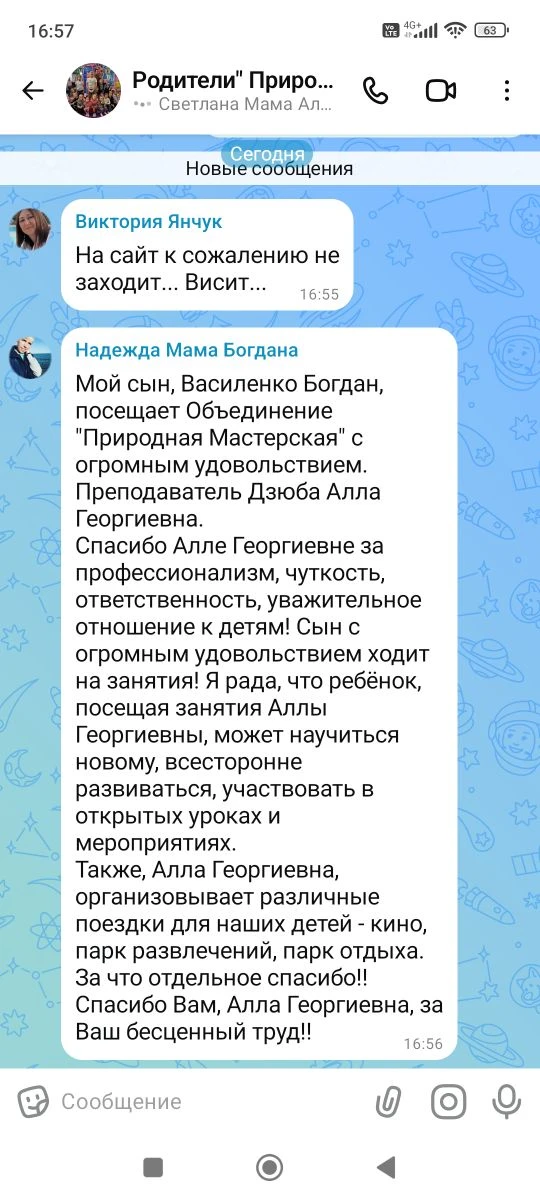 16:57
Vo LTE 4G+ 63
Родители" Приро...
Светлана Мама Ал...
Сегодня
Новые сообщения
Виктория Янчук
На сайт к сожалению не
заходит... Висит...
16:55
Надежда Мама Богдана
Мой сын, Василенко Богдан,
посещает Объединение
"Природная Мастерская" с
огромным удовольствием.
Преподаватель Дзюба Алла
Георгиевна.
Спасибо Алле Георгиевне за
профессионализм, чуткость,
ответственность, уважительное
отношение к детям! Сын с
огромным удовольствием ходит
на занятия! Я рада, что ребёнок,
посещая занятия Аллы
Георгиевны, может научиться
новому, всесторонне
развиваться, участвовать в
открытых уроках и
мероприятиях.
Также, Алла Георгиевна,
организовывает различные
поездки для наших детей - кино,
парк развлечений, парк отдыха.
За что отдельное спасибо!!
Спасибо Вам, Алла Георгиевна, за
Ваш бесценный труд!!
16:56
Сообщение